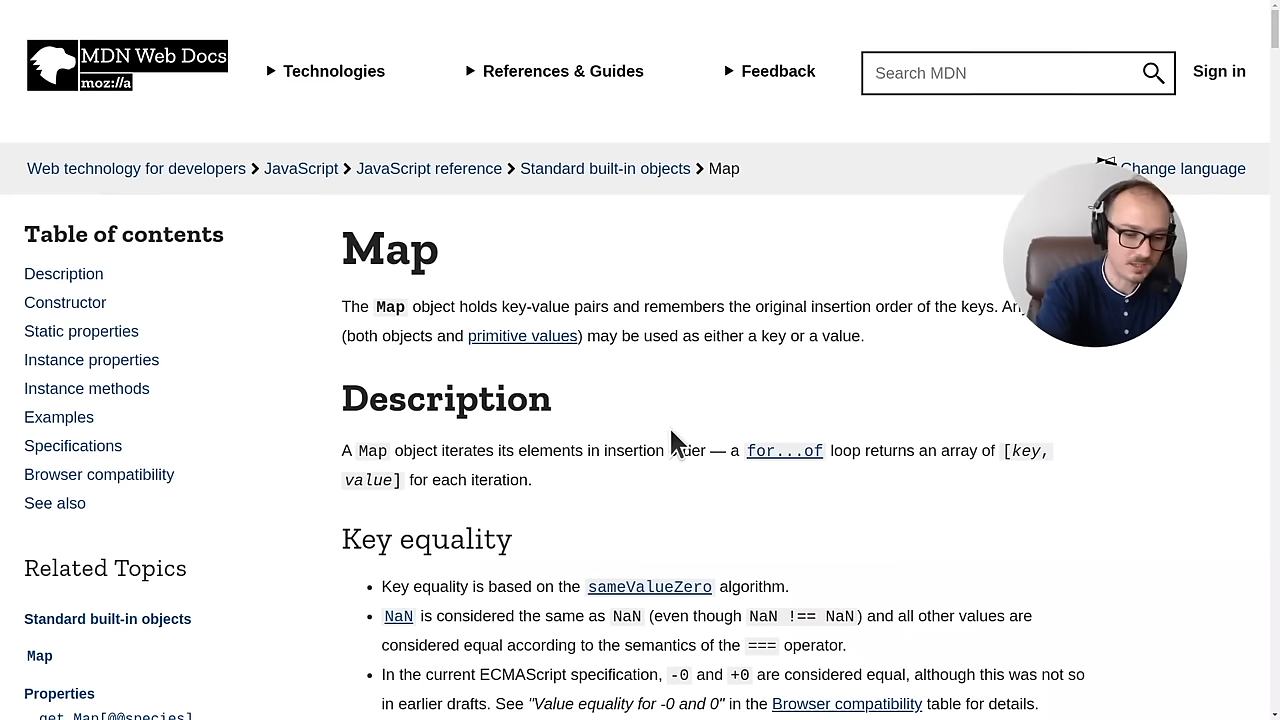 MDN Web Docs
moz://a
Technologies
References & Guides
Feedback
Search MDN
Sign in
Web technology for developers
JavaScript
JavaScript reference
Standard built-in objects
Map
Change language
Table of contents
Description
Constructor
Static properties
Instance properties
Instance methods
Examples
Specifications
Browser compatibility
See also
Related Topics
Standard built-in objects
Map
Properties
get Map[@@species]
Map
The Map object holds key-value pairs and remembers the original insertion order of the keys.
(both objects and primitive values) may be used as either a key or a value.
Description
A Map object iterates its elements in insertion order — a for...of loop returns an array of [key,
value] for each iteration.
Key equality
• Key equality is based on the sameValueZero algorithm.
• NaN is considered the same as NaN (even though NaN !== NaN) and all other values are
considered equal according to the semantics of the === operator.
• In the current ECMAScript specification, -0 and +0 are considered equal, although this was not so
in earlier drafts. See "Value equality for -0 and 0" in the Browser compatibility table for details.